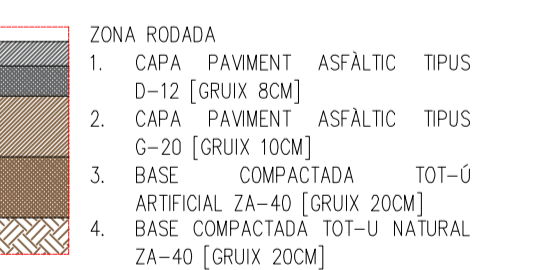 ZONA RODADA
1. CAPA PAVIMENT ASFÀLTIC TIPUS
D-12 [GRUIX 8CM]
2. CAPA PAVIMENT ASFÀLTIC TIPUS
G-20 [GRUIX 10CM]
3. BASE COMPACTADA TOT-Ú
ARTIFICIAL ZA-40 [GRUIX 20CM]
4. BASE COMPACTADA TOT-U NATURAL
ZA-40 [GRUIX 20CM]